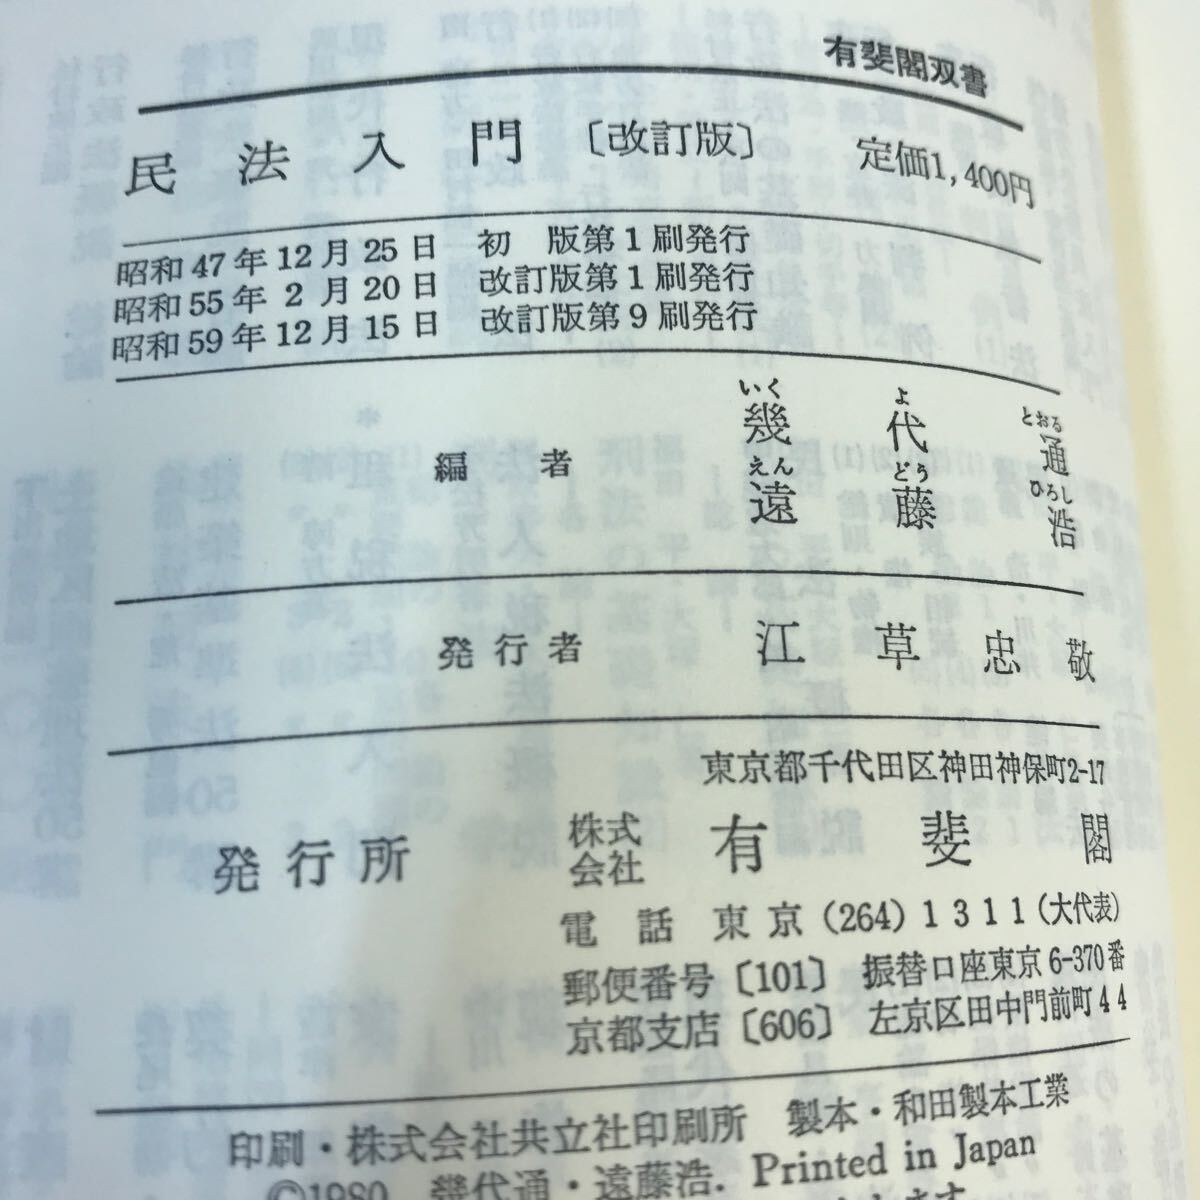 有斐閣双書
民法入門〔改訂版〕 定価1,400円
昭和47年12月25日 初 版第1刷発行
昭和55年2月20日 改訂版第1刷発行
昭和59年12月15日 改訂版第9刷発行
いく よ とおる
編者 幾代通
えん どう ひろし
遠藤浩
発行者 江草忠敬
東京都千代田区神田神保町2-17
発行所 株式会社 有斐閣
電話 東京(264)1311(大代表)
郵便番号〔101〕 振替口座東京6-370番
京都支店〔606〕 左京区田中門前町44
印刷・株式会社共立社印刷所 製本・和田製本工業
©1980, 幾代通・遠藤浩. Printed in Japan